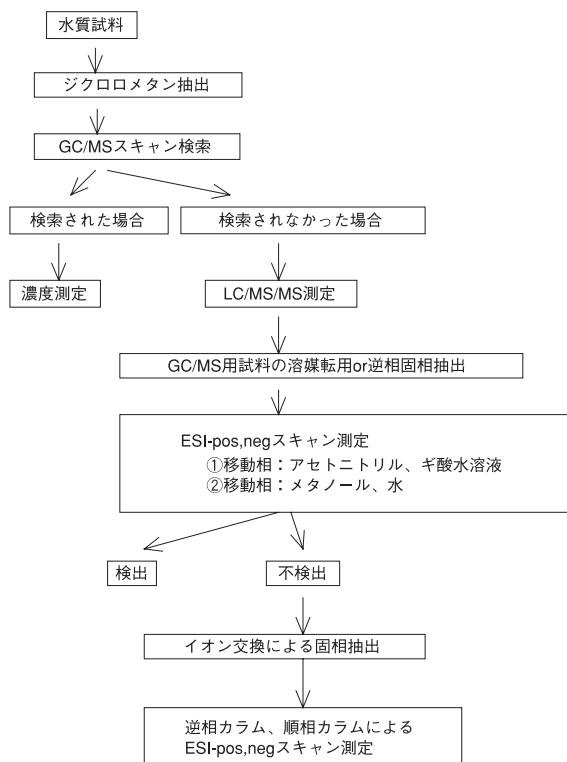 水質試料
ジクロロメタン抽出
GC/MSスキャン検索
検索された場合
検索されなかった場合
濃度測定
LC/MS/MS測定
GC/MS用試料の溶媒転用or逆相固相抽出
ESI-pos,negスキャン測定
①移動相：アセトニトリル、ギ酸水溶液
②移動相：メタノール、水
検出
不検出
イオン交換による固相抽出
逆相カラム、順相カラムによる
ESI-pos,negスキャン測定